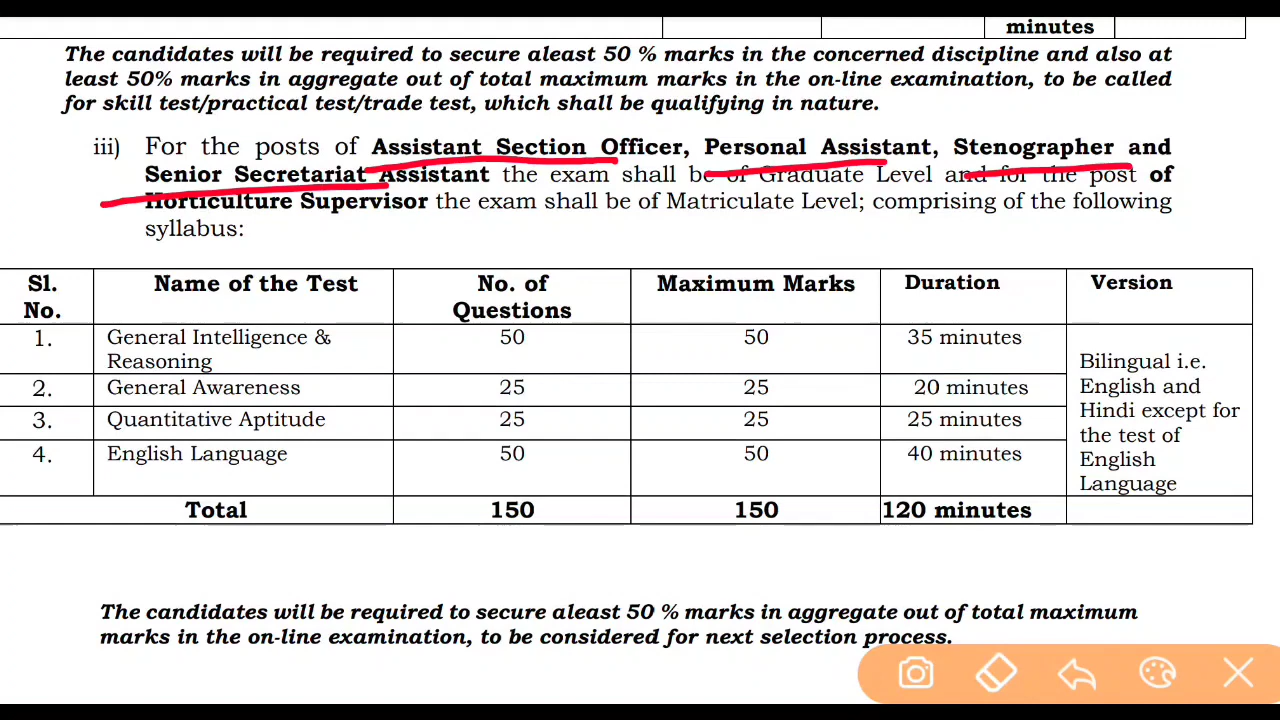 minutes
The candidates will be required to secure aleast 50 % marks in the concerned discipline and also at
least 50% marks in aggregate out of total maximum marks in the on-line examination, to be called
for skill test/practical test/trade test, which shall be qualifying in nature.
iii) For the posts of Assistant Section Officer, Personal Assistant, Stenographer and
Senior Secretariat Assistant the exam shall be of Graduate Level and for the post of
Horticulture Supervisor the exam shall be of Matriculate Level; comprising of the following
syllabus:
Sl. No. Name of the Test No. of Questions Maximum Marks Duration Version
1. General Intelligence & Reasoning 50 50 35 minutes
2. General Awareness 25 25 20 minutes
3. Quantitative Aptitude 25 25 25 minutes
4. English Language 50 50 40 minutes
Bilingual i.e.
English and
Hindi except for
the test of
English
Language
Total 150 150 120 minutes
The candidates will be required to secure aleast 50 % marks in aggregate out of total maximum
marks in the on-line examination, to be considered for next selection process.